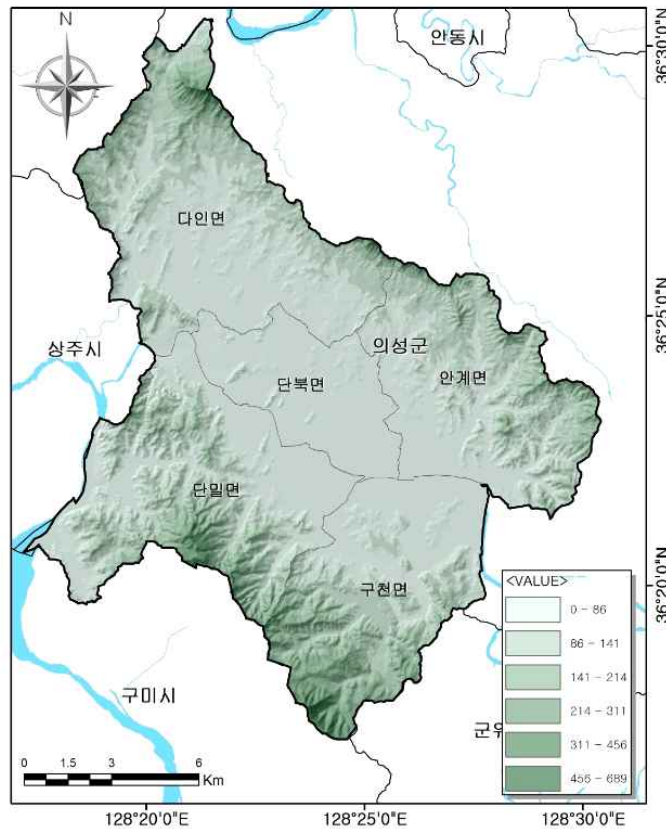 N
안동시
36°30'0"N
다인면
36°25'0"N
상주시
의성군
단북면
안계면
단밀면
구천면
36°20'0"N
<VALUE>
0 - 86
86 - 141
141 - 214
214 - 311
311 - 456
456 - 689
구미시
군위
0 1.5 3 6
Km
128°20'0"E
128°25'0"E
128°30'0"E